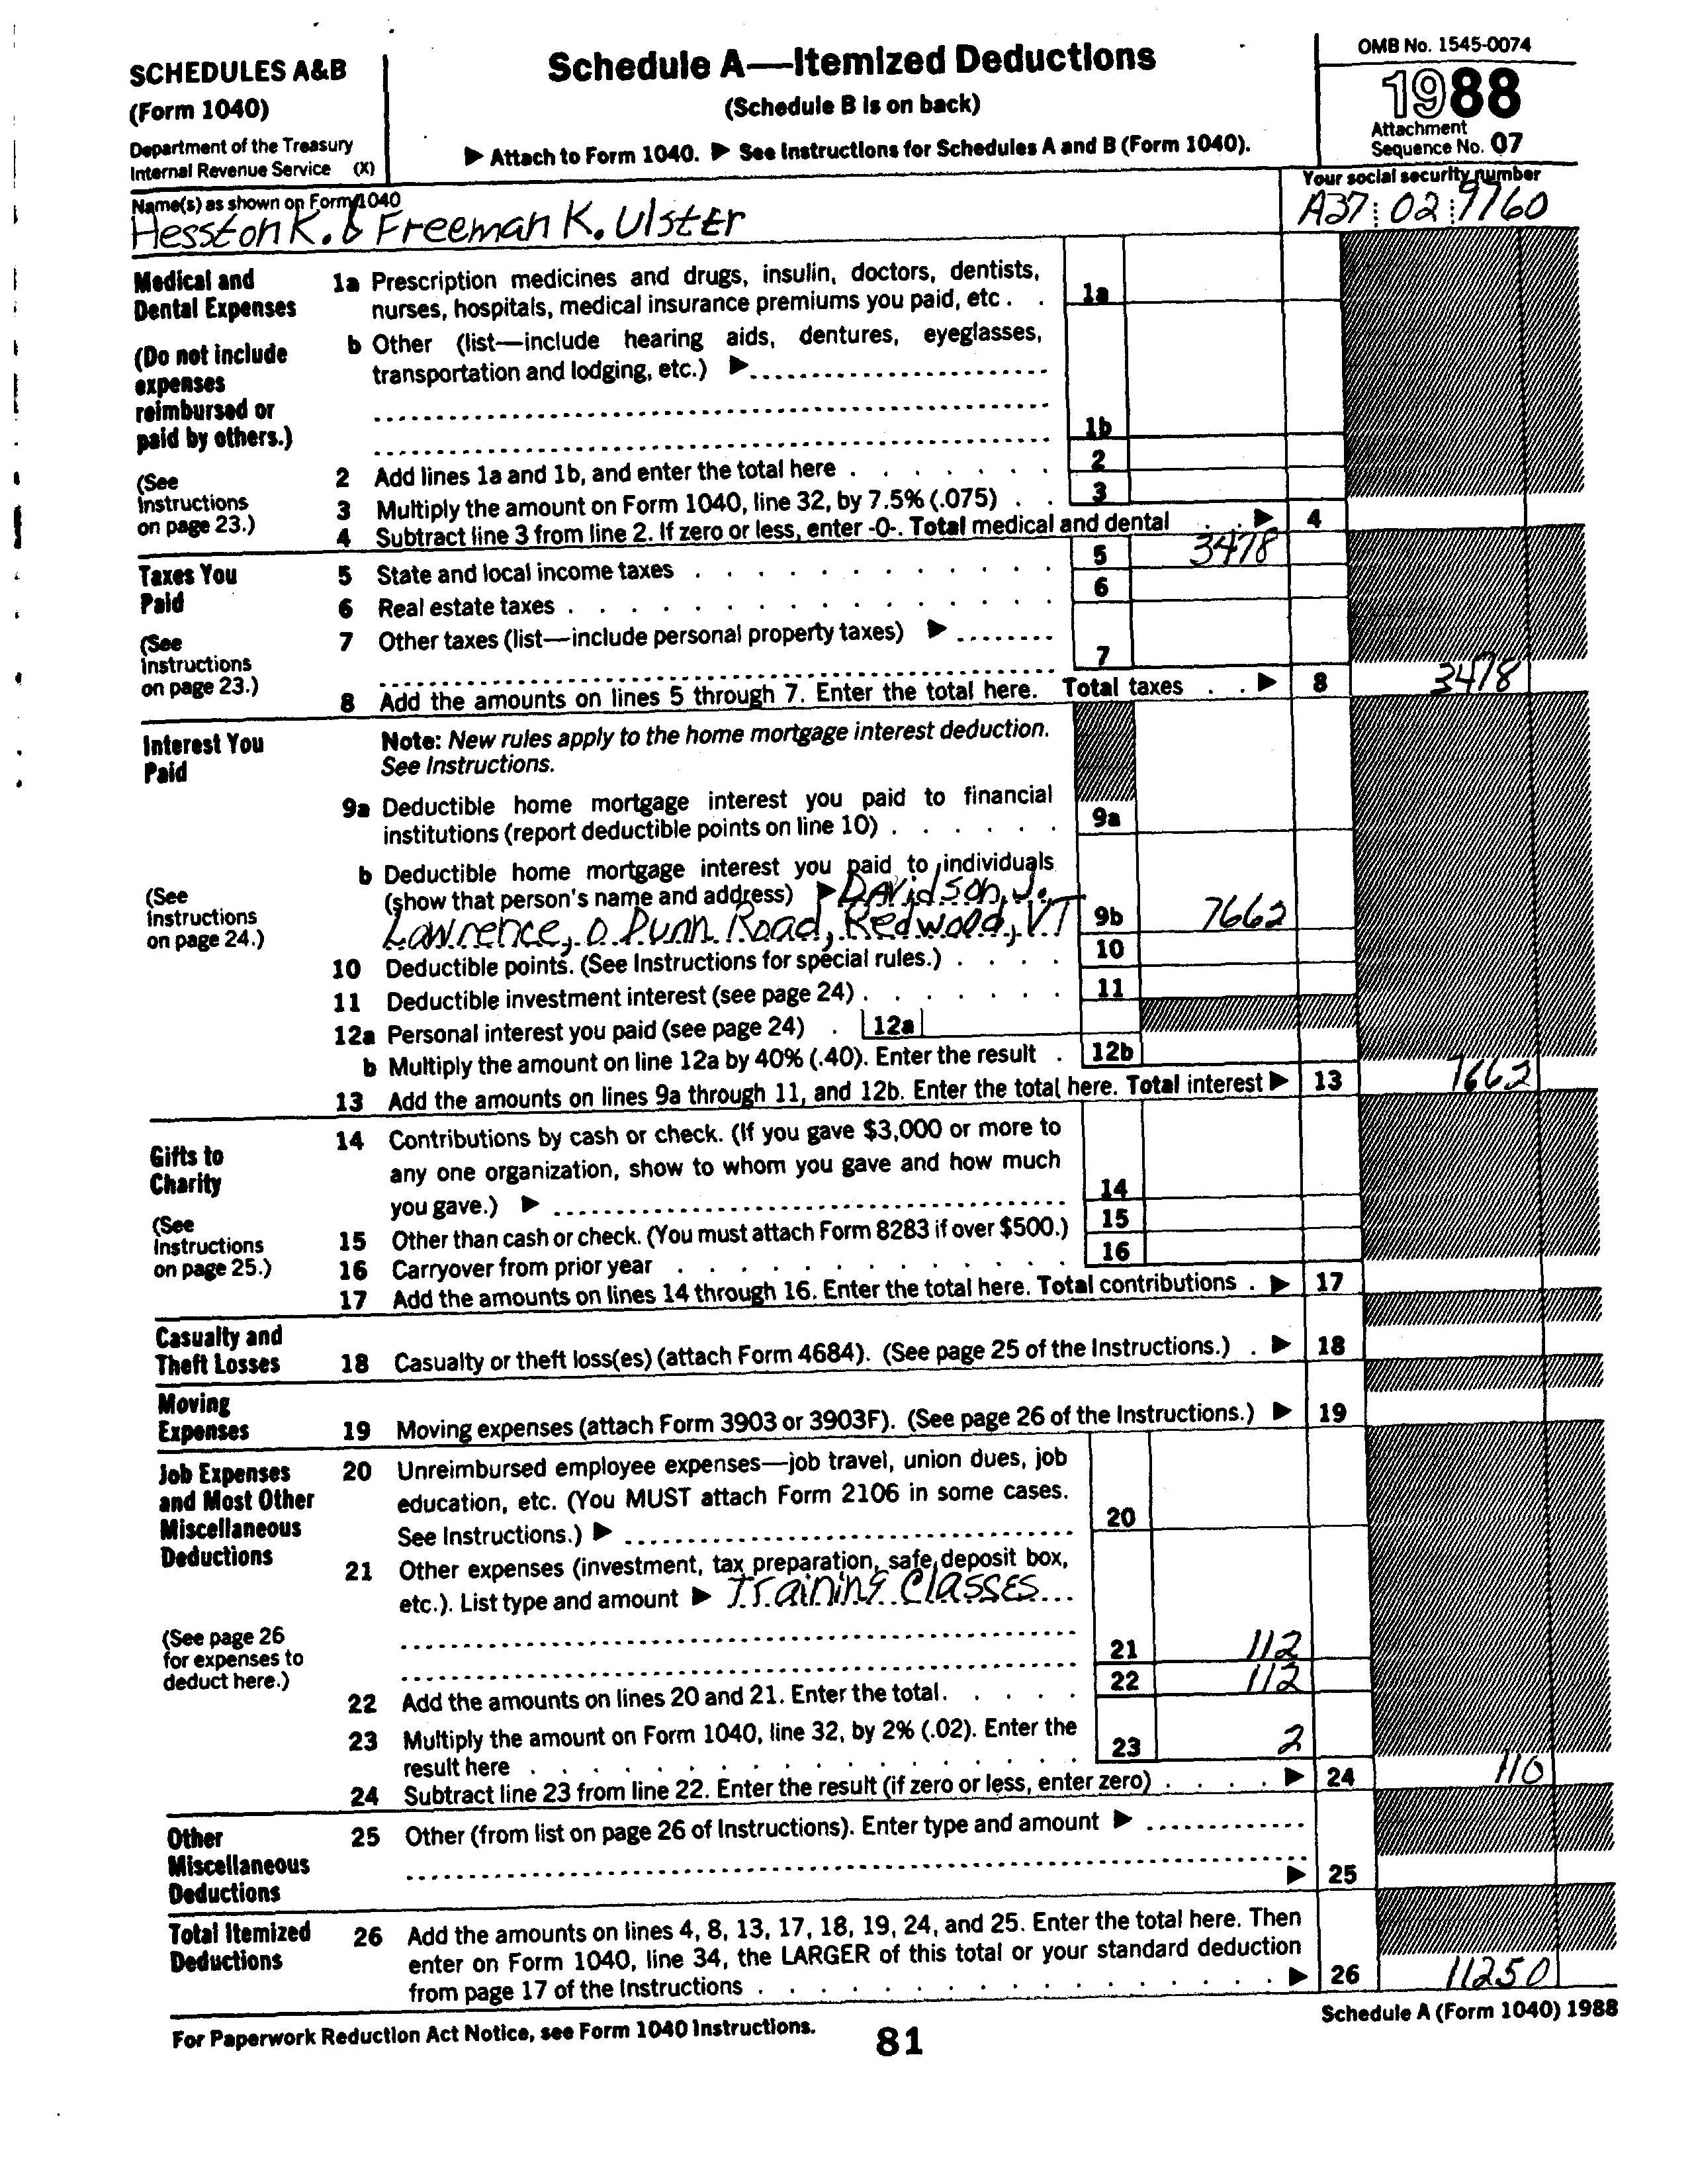 SCHEDULES A&B
(Form 1040)
Department of the Treasury
Internal Revenue Service (X)
Schedule A—Itemized Deductions
(Schedule B is on back)
▶ Attach to Form 1040. ▶ See Instructions for Schedules A and B (Form 1040).
OMB No. 1545-0074
1988
Attachment
Sequence No. 07
Name(s) as shown on Form 1040
Hesston K. & Freeman K. Ulster
Your social security number
A37 02 9760
Medical and
Dental Expenses
(Do not include
expenses
reimbursed or
paid by others.)
(See
Instructions
on page 23.)
1a Prescription medicines and drugs, insulin, doctors, dentists,
nurses, hospitals, medical insurance premiums you paid, etc . . 1a
b Other (list—include hearing aids, dentures, eyeglasses,
transportation and lodging, etc.) ▶
1b
2 Add lines 1a and 1b, and enter the total here . . . . . . . 2
3 Multiply the amount on Form 1040, line 32, by 7.5% (.075) . . 3
4 Subtract line 3 from line 2. If zero or less, enter -0-. Total medical and dental . . ▶ 4
Taxes You
Paid
(See
Instructions
on page 23.)
5 State and local income taxes . . . . . . . . . . . . 5 3478
6 Real estate taxes . . . . . . . . . . . . . . . . 6
7 Other taxes (list—include personal property taxes) ▶
7
8 Add the amounts on lines 5 through 7. Enter the total here. Total taxes . . ▶ 8 3478
Interest You
Paid
(See
Instructions
on page 24.)
Note: New rules apply to the home mortgage interest deduction.
See Instructions.
9a Deductible home mortgage interest you paid to financial
institutions (report deductible points on line 10) . . . . . . 9a
b Deductible home mortgage interest you paid to individuals
(show that person's name and address) ▶ Davidson, J.
Lawrence, 0 Dunn Road, Redwood, VT 9b 7662
10 Deductible points. (See Instructions for special rules.) . . . . 10
11 Deductible investment interest (see page 24) . . . . . . . 11
12a Personal interest you paid (see page 24) . 12a
b Multiply the amount on line 12a by 40% (.40). Enter the result . 12b
13 Add the amounts on lines 9a through 11, and 12b. Enter the total here. Total interest ▶ 13 7662
Gifts to
Charity
(See
Instructions
on page 25.)
14 Contributions by cash or check. (If you gave $3,000 or more to
any one organization, show to whom you gave and how much
you gave.) ▶ 14
15 Other than cash or check. (You must attach Form 8283 if over $500.) 15
16 Carryover from prior year . . . . . . . . . . . . . 16
17 Add the amounts on lines 14 through 16. Enter the total here. Total contributions . ▶ 17
Casualty and
Theft Losses
18 Casualty or theft loss(es) (attach Form 4684). (See page 25 of the Instructions.) . ▶ 18
Moving
Expenses
19 Moving expenses (attach Form 3903 or 3903F). (See page 26 of the Instructions.) ▶ 19
Job Expenses
and Most Other
Miscellaneous
Deductions
(See page 26
for expenses to
deduct here.)
20 Unreimbursed employee expenses—job travel, union dues, job
education, etc. (You MUST attach Form 2106 in some cases.
See Instructions.) ▶ 20
21 Other expenses (investment, tax preparation, safe deposit box,
etc.). List type and amount ▶ Training Classes
21 112
22 Add the amounts on lines 20 and 21. Enter the total. . . . . 22 112
23 Multiply the amount on Form 1040, line 32, by 2% (.02). Enter the
result here . . . . . . . . . . . . . . . . . 23 2
24 Subtract line 23 from line 22. Enter the result (if zero or less, enter zero) . . . . ▶ 24 110
Other
Miscellaneous
Deductions
25 Other (from list on page 26 of Instructions). Enter type and amount ▶
▶ 25
Total Itemized
Deductions
26 Add the amounts on lines 4, 8, 13, 17, 18, 19, 24, and 25. Enter the total here. Then
enter on Form 1040, line 34, the LARGER of this total or your standard deduction
from page 17 of the Instructions . . . . . . . . . . . . . . . . . ▶ 26 11250
For Paperwork Reduction Act Notice, see Form 1040 Instructions.
81
Schedule A (Form 1040) 1988